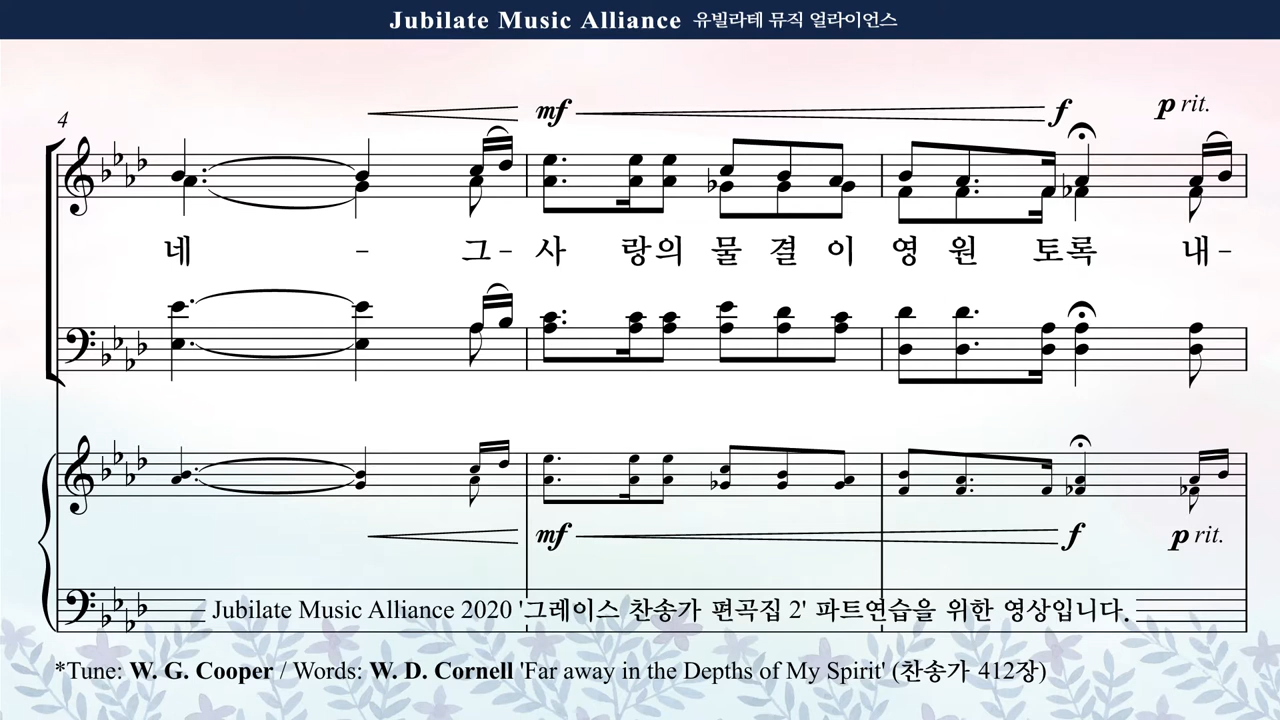 Jubilate Music Alliance 유빌라테 뮤직 얼라이언스
4
mf f p rit.
네 - 그- 사 랑의 물 결 이 영 원 토록 내-
mf f p rit.
Jubilate Music Alliance 2020 '그레이스 찬송가 편곡집 2' 파트연습을 위한 영상입니다.
*Tune: W. G. Cooper / Words: W. D. Cornell 'Far away in the Depths of My Spirit' (찬송가 412장)